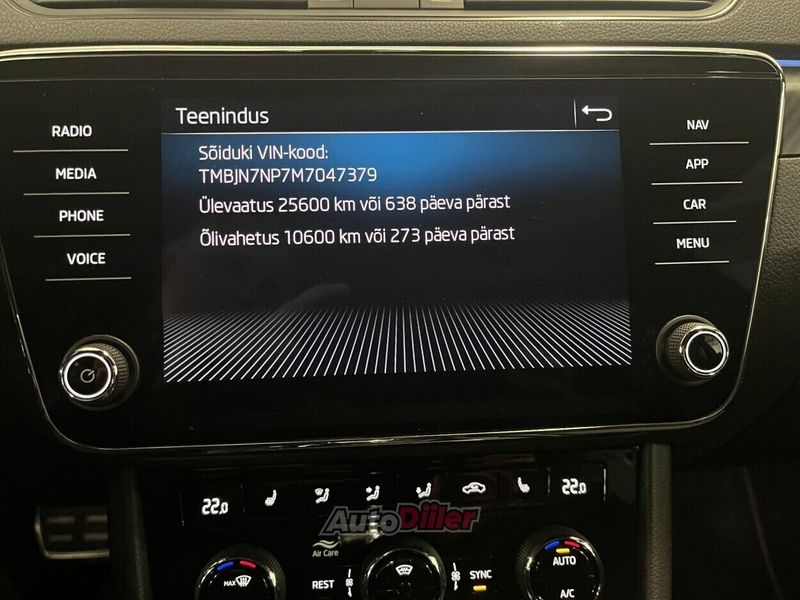 Teenindus
Sõiduki VIN-kood:
TMBJN7NP7M7047379
Ülevaatus 25600 km või 638 päeva pärast
Õlivahetus 10600 km või 273 päeva pärast
RADIO
MEDIA
PHONE
VOICE
NAV
APP
CAR
MENU
22.0
22.0
AutoDiiler
Air Care
MAX
REST
SYNC
AUTO
A/C